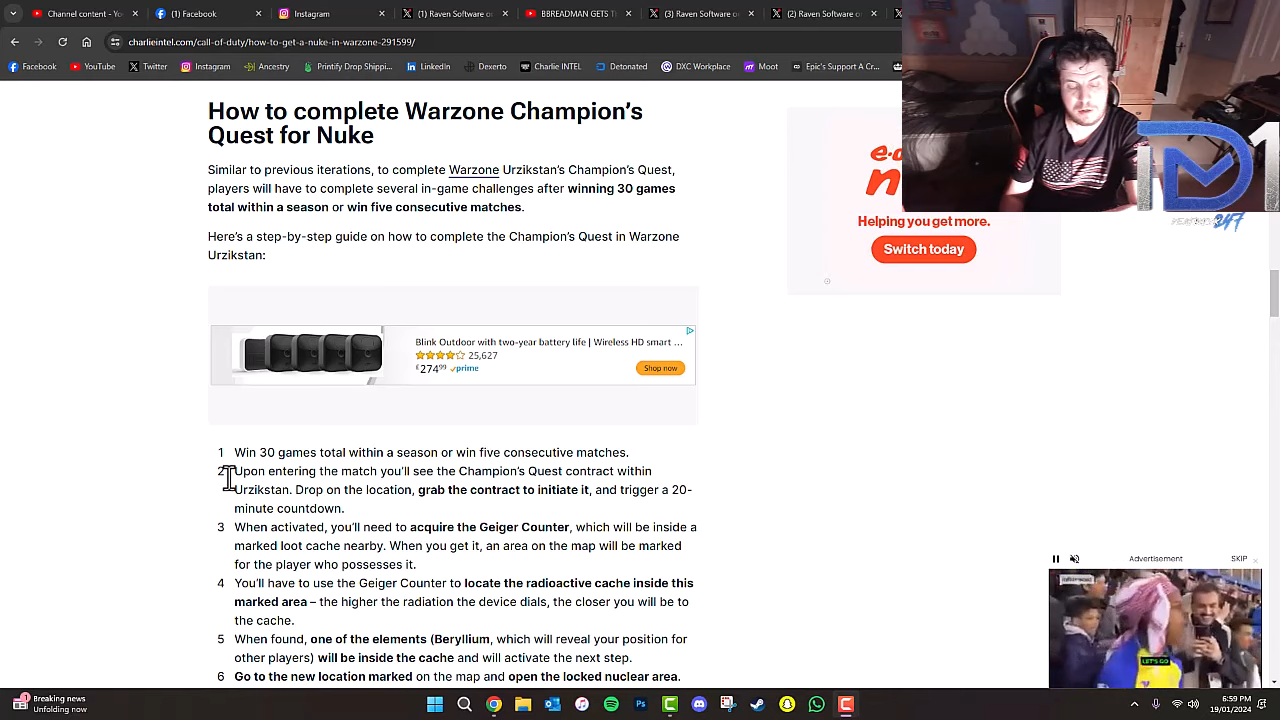 Channel content - Yo
(1) Facebook
Instagram
(1) Raven Software o
BBREADMAN GETS 1
(3) Raven Software o
(2) Raven Software o
charlieintel.com/call-of-duty/how-to-get-a-nuke-in-warzone-291599/
Facebook
YouTube
Twitter
Instagram
Ancestry
Printify Drop Shippi...
LinkedIn
Dexerto
Charlie INTEL
Detonated
DXC Workplace
Moot
Epic's Support A Cr...
How to complete Warzone Champion's
Quest for Nuke
Similar to previous iterations, to complete Warzone Urzikstan's Champion's Quest,
players will have to complete several in-game challenges after winning 30 games
total within a season or win five consecutive matches.
Here's a step-by-step guide on how to complete the Champion's Quest in Warzone
Urzikstan:
Helping you get more.
Switch today
347
Blink Outdoor with two-year battery life | Wireless HD smart ...
25,627
£274.99 prime
Shop now
1 Win 30 games total within a season or win five consecutive matches.
2 Upon entering the match you'll see the Champion's Quest contract within
Urzikstan. Drop on the location, grab the contract to initiate it, and trigger a 20-
minute countdown.
3 When activated, you'll need to acquire the Geiger Counter, which will be inside a
marked loot cache nearby. When you get it, an area on the map will be marked
for the player who possesses it.
4 You'll have to use the Geiger Counter to locate the radioactive cache inside this
marked area – the higher the radiation the device dials, the closer you will be to
the cache.
5 When found, one of the elements (Beryllium, which will reveal your position for
other players) will be inside the cache and will activate the next step.
6 Go to the new location marked on the map and open the locked nuclear area.
Advertisement
SKIP
LET'S GO
Breaking news
Unfolding now
6:59 PM
19/01/2024